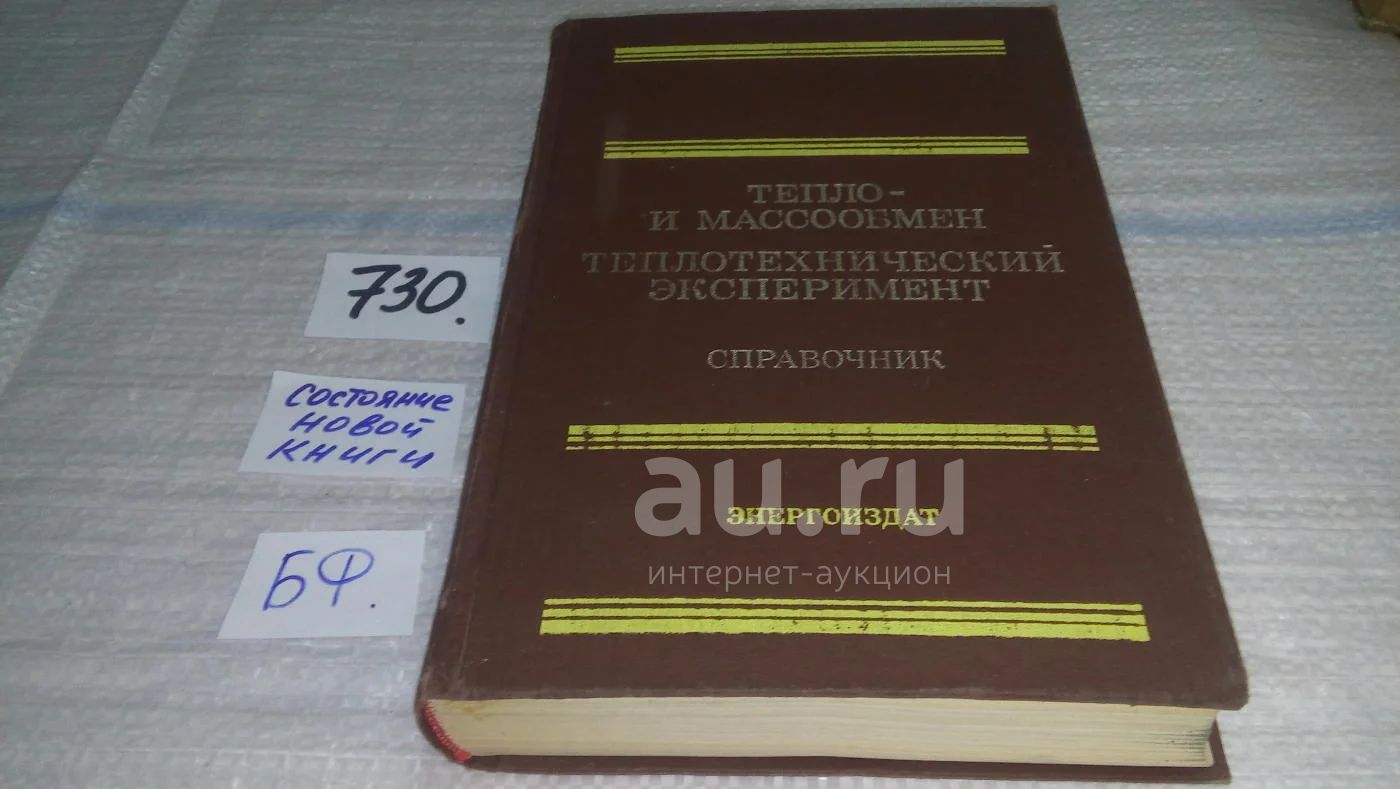 ТЕПЛО-
И МАССООБМЕН
ТЕПЛОТЕХНИЧЕСКИЙ
ЭКСПЕРИМЕНТ
СПРАВОЧНИК
ЭНЕРГОИЗДАТ
730.
Состояние
новой
книги
БФ.
au.ru
интернет-аукцион